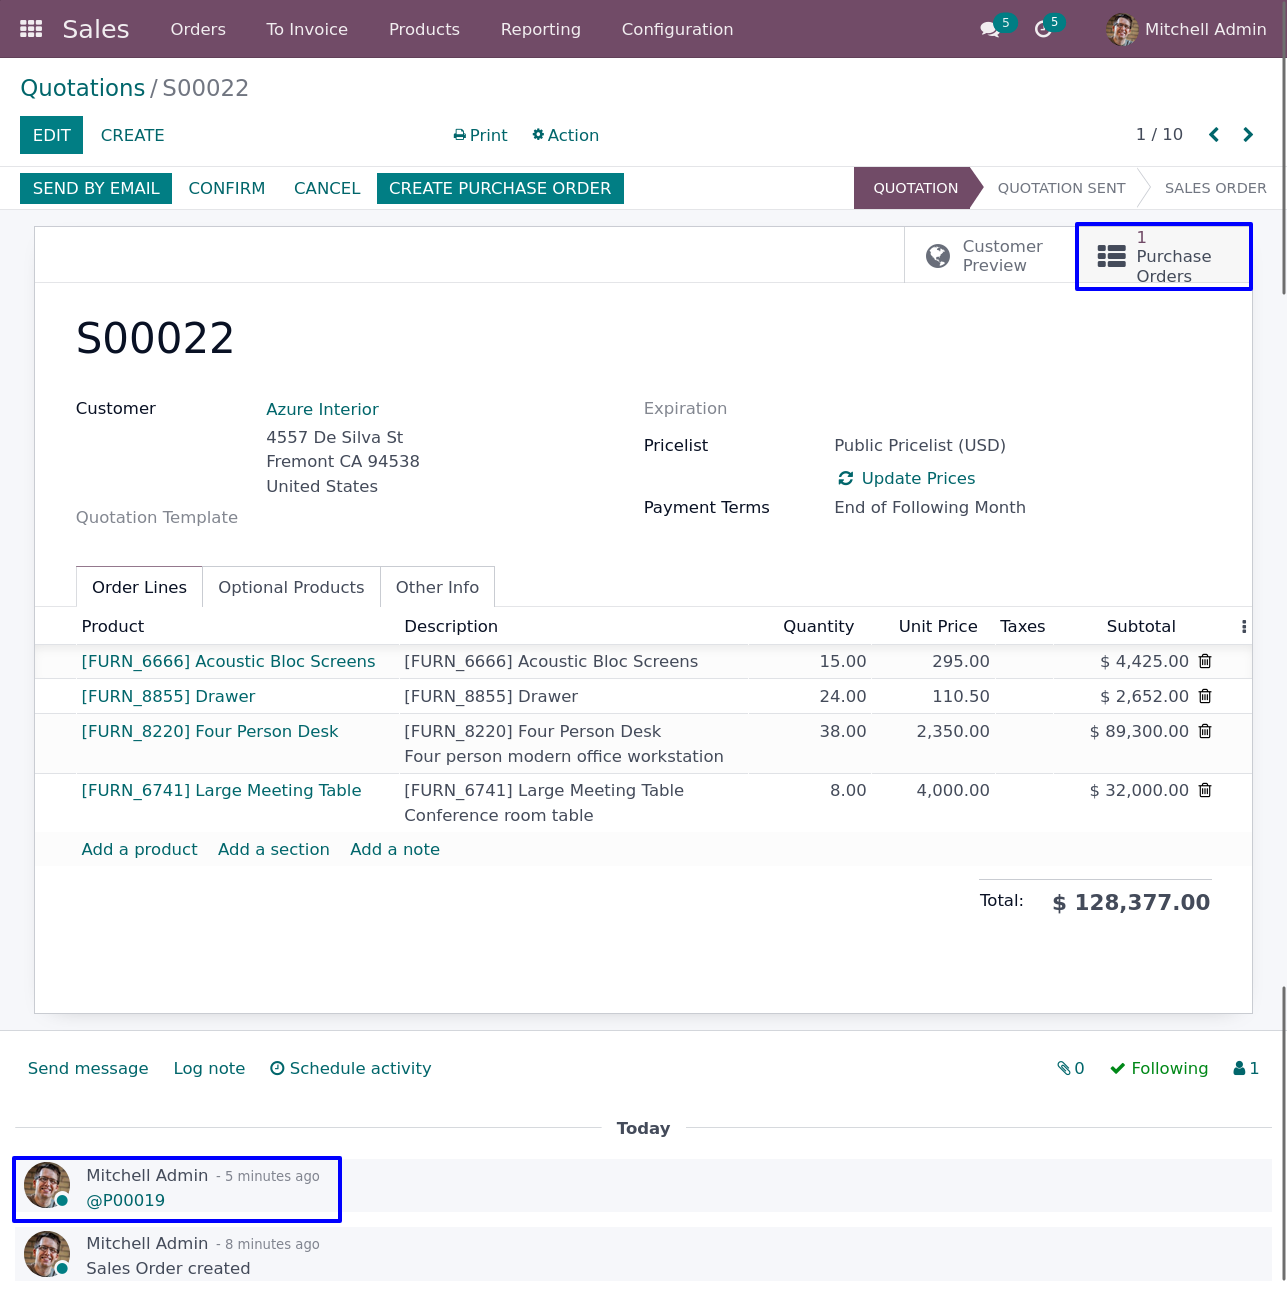 Sales Orders To Invoice Products Reporting Configuration 5 5 Mitchell Admin
Quotations / S00022
EDIT CREATE Print Action 1 / 10
SEND BY EMAIL CONFIRM CANCEL CREATE PURCHASE ORDER QUOTATION QUOTATION SENT SALES ORDER
Customer Preview
1 Purchase Orders
S00022
Customer Azure Interior
4557 De Silva St
Fremont CA 94538
United States
Quotation Template
Expiration
Pricelist Public Pricelist (USD)
Update Prices
Payment Terms End of Following Month
Order Lines Optional Products Other Info
Product Description Quantity Unit Price Taxes Subtotal
[FURN_6666] Acoustic Bloc Screens [FURN_6666] Acoustic Bloc Screens 15.00 295.00 $ 4,425.00
[FURN_8855] Drawer [FURN_8855] Drawer 24.00 110.50 $ 2,652.00
[FURN_8220] Four Person Desk [FURN_8220] Four Person Desk 38.00 2,350.00 $ 89,300.00
Four person modern office workstation
[FURN_6741] Large Meeting Table [FURN_6741] Large Meeting Table 8.00 4,000.00 $ 32,000.00
Conference room table
Add a product Add a section Add a note
Total: $ 128,377.00
Send message Log note Schedule activity 0 Following 1
Today
Mitchell Admin - 5 minutes ago
@P00019
Mitchell Admin - 8 minutes ago
Sales Order created